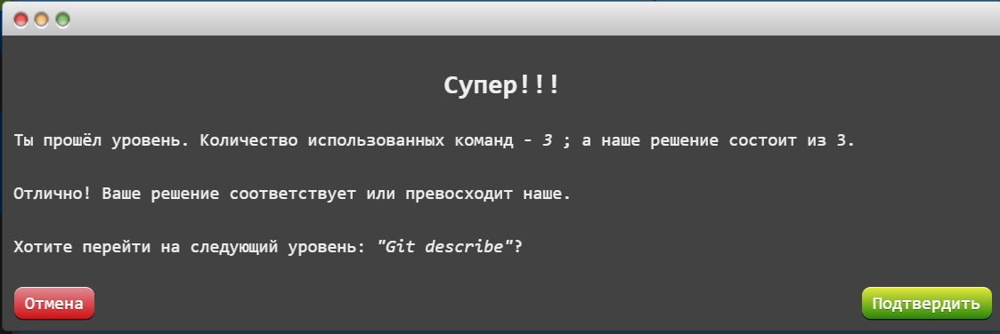 Супер!!!
Ты прошёл уровень. Количество использованных команд - 3 ; а наше решение состоит из 3.
Отлично! Ваше решение соответствует или превосходит наше.
Хотите перейти на следующий уровень: "Git describe"?
Отмена
Подтвердить